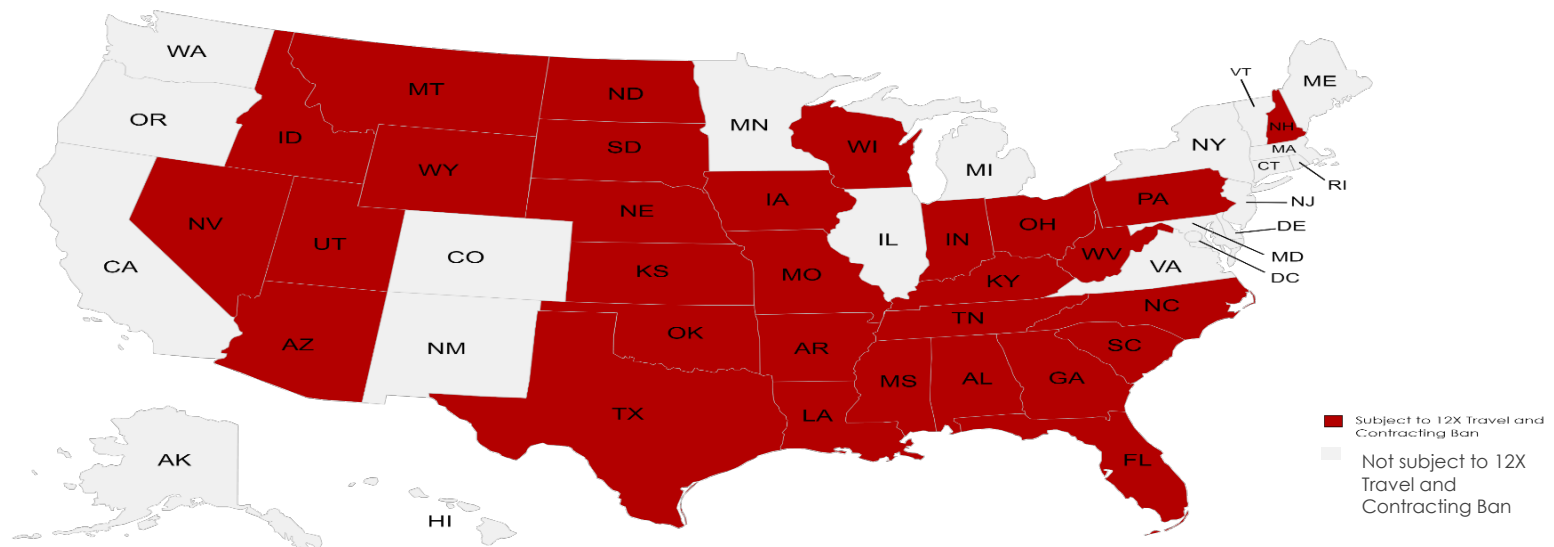 WA
MT
ND
MN
VT
ME
OR
ID
SD
WI
NY
NH
MA
WY
MI
CT
RI
NV
NE
IA
PA
NJ
UT
CO
IL
IN
OH
DE
CA
KS
MO
WV
VA
MD
KY
DC
NM
AZ
OK
AR
TN
NC
SC
TX
LA
MS
AL
GA
FL
AK
HI
Subject to 12X Travel and
Contracting Ban
Not subject to 12X
Travel and
Contracting Ban